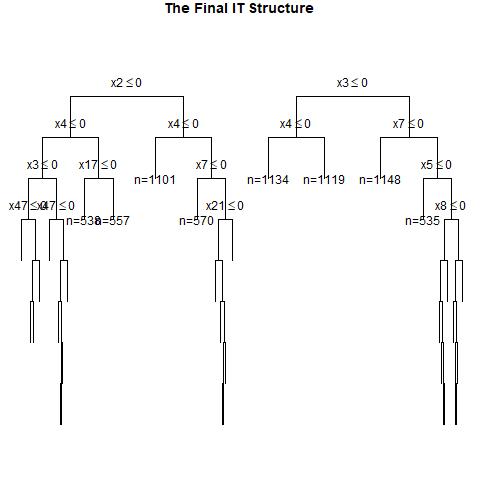 The Final IT Structure
x2 ≤ 0
x3 ≤ 0
x4 ≤ 0
x4 ≤ 0
x4 ≤ 0
x7 ≤ 0
x3 ≤ 0
x17 ≤ 0
n=1101
x7 ≤ 0
n=1134
n=1119
n=1148
x5 ≤ 0
x47 ≤ 0
x47 ≤ 0
n=538
n=557
n=570
x21 ≤ 0
n=535
x8 ≤ 0